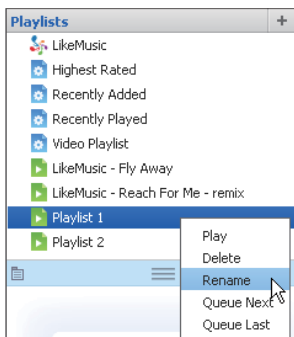 Playlists +
LikeMusic
Highest Rated
Recently Added
Recently Played
Video Playlist
LikeMusic - Fly Away
LikeMusic - Reach For Me - remix
Playlist 1
Playlist 2
Play
Delete
Rename
Queue Next
Queue Last